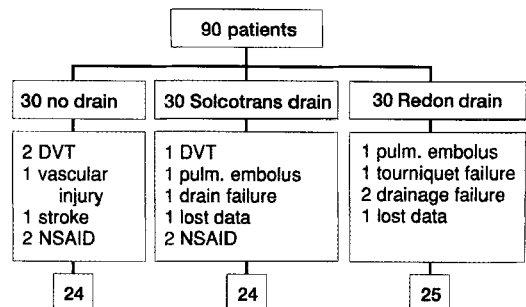 90 patients
30 no drain
30 Solcotrans drain
30 Redon drain
2 DVT
1 vascular
injury
1 stroke
2 NSAID
1 DVT
1 pulm. embolus
1 drain failure
1 lost data
2 NSAID
1 pulm. embolus
1 tourniquet failure
2 drainage failure
1 lost data
24
24
25